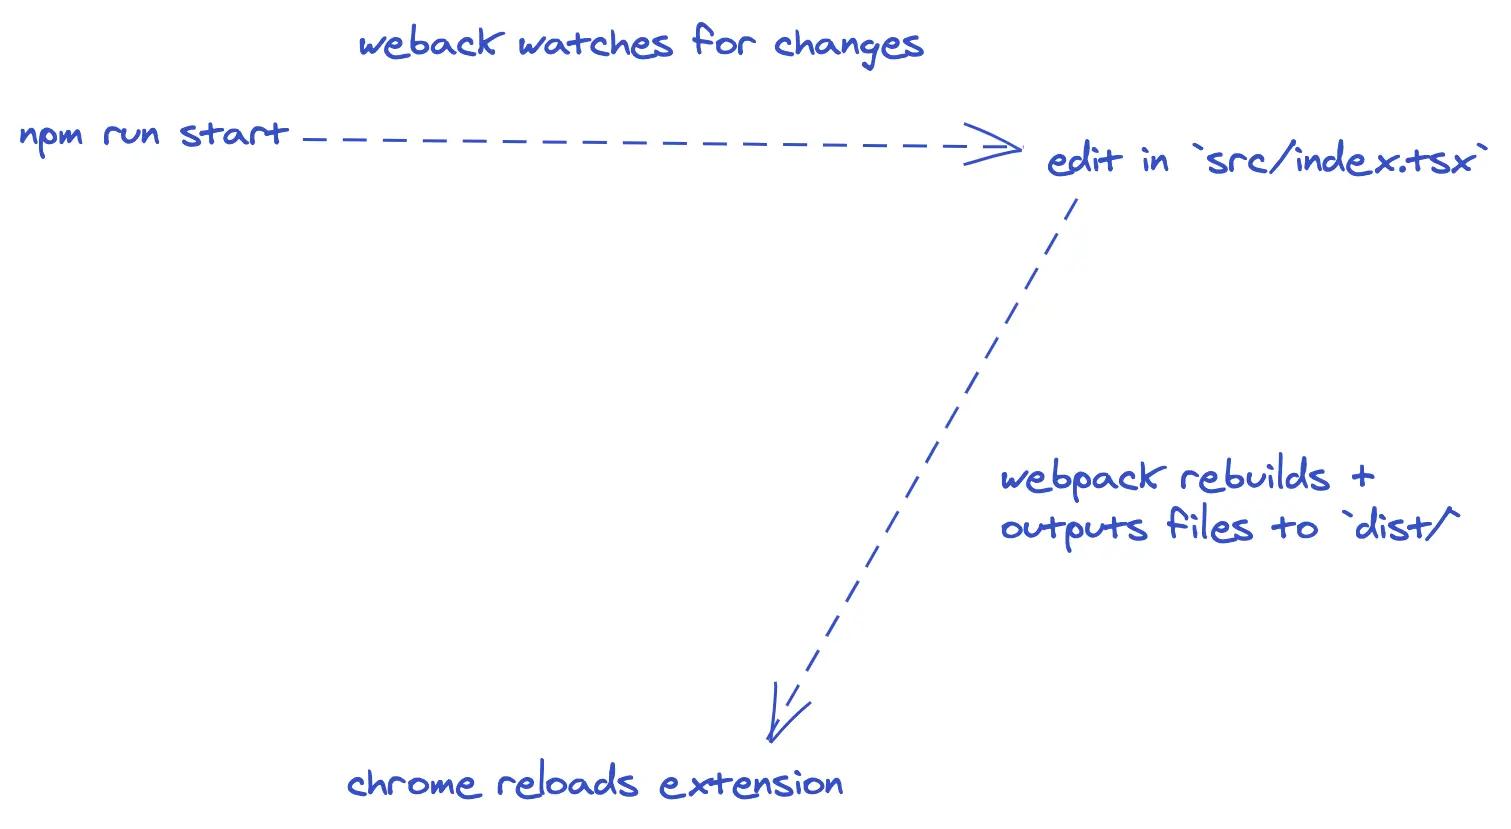 weback watches for changes
npm run start
edit in `src/index.tsx`
webpack rebuilds +
outputs files to `dist/`
chrome reloads extension